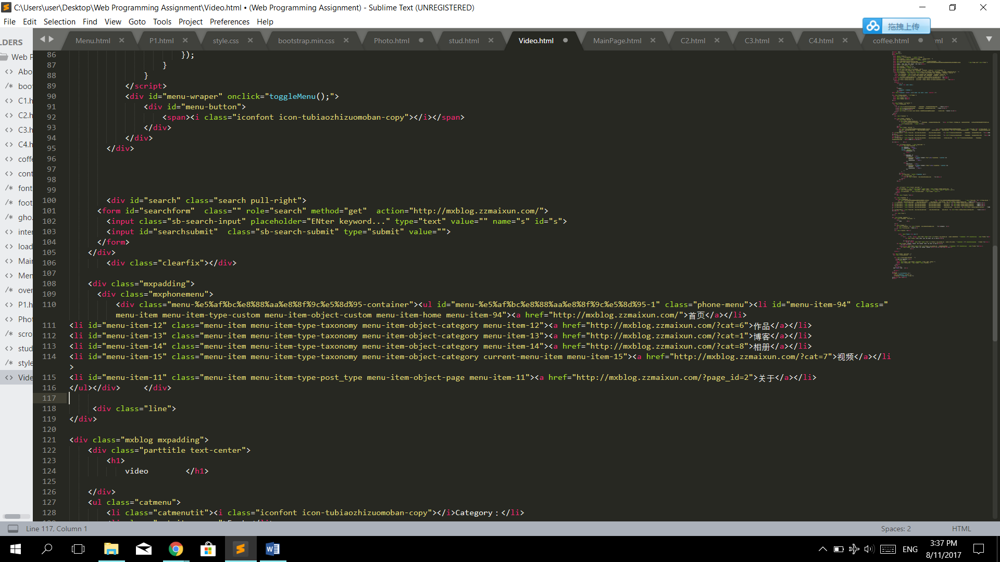 C:\Users\user\Desktop\Web Programming Assignment\Video.html • (Web Programming Assignment) - Sublime Text (UNREGISTERED)
File Edit Selection Find View Goto Tools Project Preferences Help
拖拽上传
LDERS
Menu.html P1.html style.css bootstrap.min.css Photo.html stud.html Video.html MainPage.html C2.html C3.html C4.html coffee.html ml
Web P
Abo
boot
C1.h
C2.h
C3.h
C4.h
coffe
cont
font
foot
gho.
inter
load
Mair
Men
over
P1.h
Phot
scro
stud
style
Vide
86 });
87 }
88 }
89 </script>
90 <div id="menu-wraper" onclick="toggleMenu();">
91 <div id="menu-button">
92 <span><i class="iconfont icon-tubiaozhizuomoban-copy"></i></span>
93 </div>
94 </div>
95 </div>
96
97
98
99
100 <div id="search" class="search pull-right">
101 <form id="searchform"  class="" role="search" method="get"  action="http://mxblog.zzmaixun.com/">
102 <input class="sb-search-input" placeholder="ENter keyword..." type="text" value="" name="s" id="s">
103 <input id="searchsubmit"  class="sb-search-submit" type="submit" value="">
104 </form>
105 </div>
106 <div class="clearfix"></div>
107
108 <div class="mxpadding">
109 <div class="mxphonemenu">
110 <div class="menu-%e5%af%bc%e8%88%aa%e8%8f%9c%e5%8d%95-container"><ul id="menu-%e5%af%bc%e8%88%aa%e8%8f%9c%e5%8d%95-1" class="phone-menu"><li id="menu-item-94" class="
menu-item menu-item-type-custom menu-item-object-custom menu-item-home menu-item-94"><a href="http://mxblog.zzmaixun.com/">首页</a></li>
111 <li id="menu-item-12" class="menu-item menu-item-type-taxonomy menu-item-object-category menu-item-12"><a href="http://mxblog.zzmaixun.com/?cat=6">作品</a></li>
112 <li id="menu-item-13" class="menu-item menu-item-type-taxonomy menu-item-object-category menu-item-13"><a href="http://mxblog.zzmaixun.com/?cat=1">博客</a></li>
113 <li id="menu-item-14" class="menu-item menu-item-type-taxonomy menu-item-object-category menu-item-14"><a href="http://mxblog.zzmaixun.com/?cat=8">相册</a></li>
114 <li id="menu-item-15" class="menu-item menu-item-type-taxonomy menu-item-object-category current-menu-item menu-item-15"><a href="http://mxblog.zzmaixun.com/?cat=7">视频</a></li
>
115 <li id="menu-item-11" class="menu-item menu-item-type-post_type menu-item-object-page menu-item-11"><a href="http://mxblog.zzmaixun.com/?page_id=2">关于</a></li>
116 </ul></div>     </div>
117
118 <div class="line">
119 </div>
120
121 <div class="mxblog mxpadding">
122 <div class="parttitle text-center">
123 <h1>
124 video        </h1>
125
126 </div>
127 <ul class="catmenu">
128 <li class="catmenutit"><i class="iconfont icon-tubiaozhizuomoban-copy"></i>Category：</li>
Line 117, Column 1 Spaces: 2 HTML
ENG 3:37 PM
8/11/2017